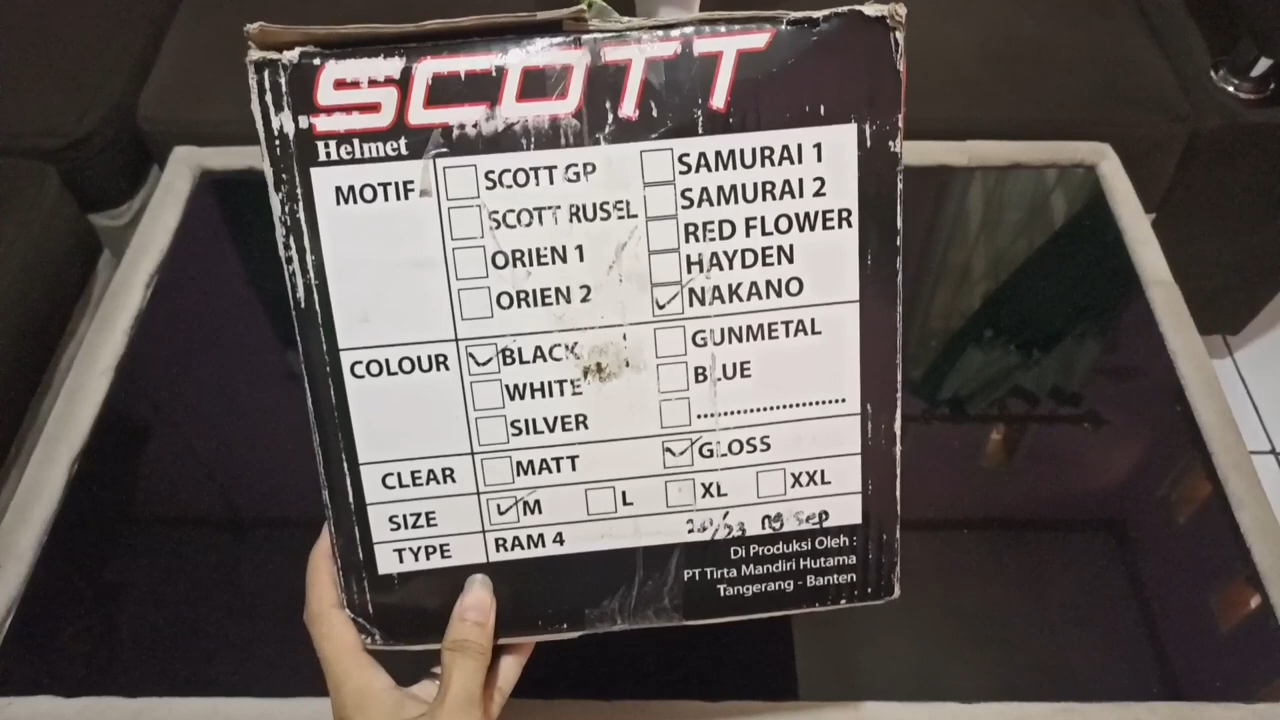 SCOTT
Helmet
MOTIF
SCOTT GP
SCOTT RUSEL
ORIEN 1
ORIEN 2
SAMURAI 1
SAMURAI 2
RED FLOWER
HAYDEN
NAKANO
COLOUR
BLACK
WHITE
SILVER
GUNMETAL
BLUE
........................
CLEAR
MATT
GLOSS
SIZE
M
L
XL
XXL
TYPE
RAM 4
Sep
Di Produksi Oleh :
PT Tirta Mandiri Hutama
Tangerang - Banten